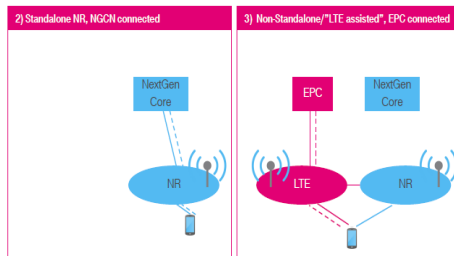 2) Standalone NR, NGCN connected
NextGen
Core
NR
3) Non-Standalone/"LTE assisted", EPC connected
EPC
NextGen
Core
LTE
NR